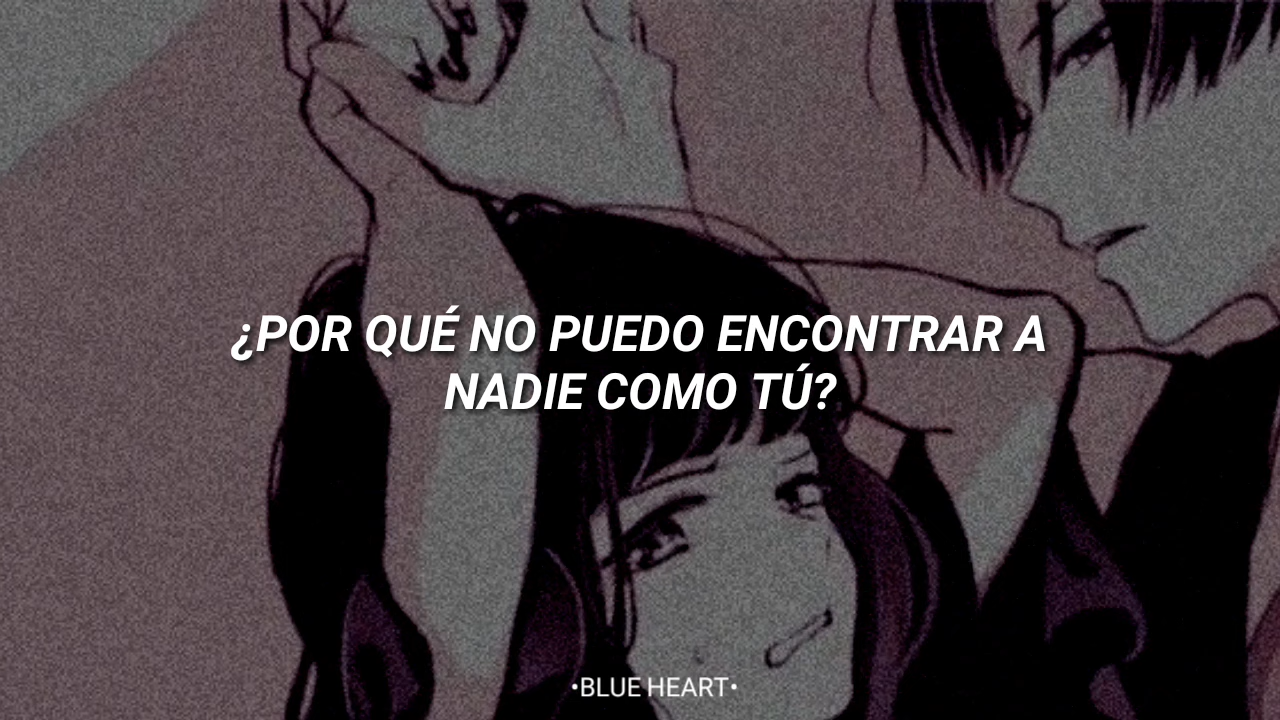 ¿POR QUÉ NO PUEDO ENCONTRAR A
NADIE COMO TÚ?
•BLUE HEART•